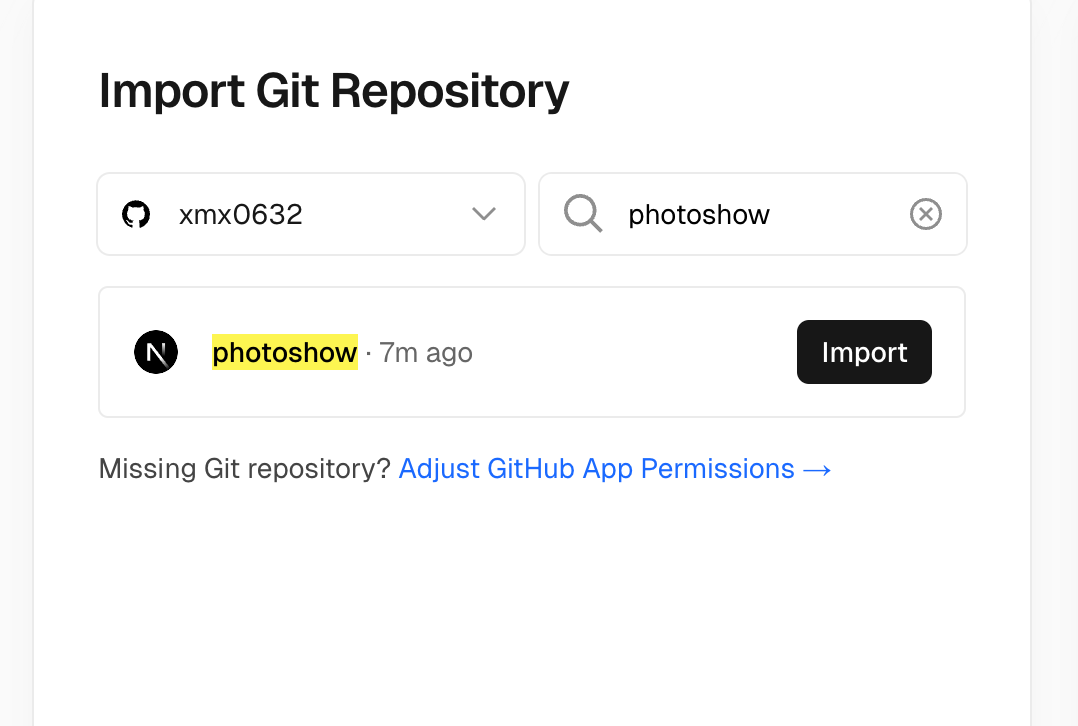 Import Git Repository
xmx0632
photoshow
photoshow · 7m ago
Import
Missing Git repository? Adjust GitHub App Permissions →